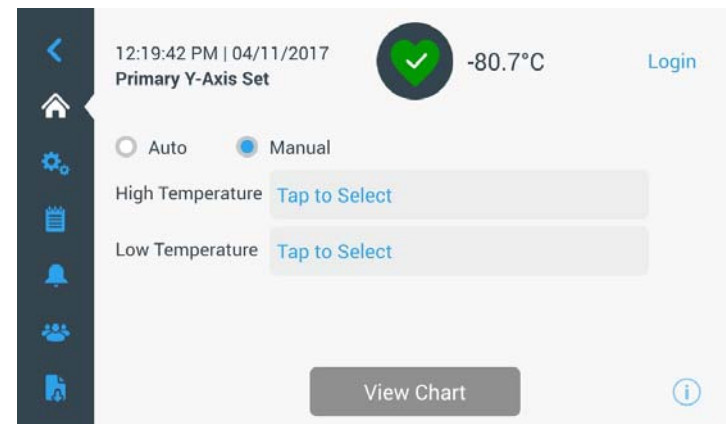 12:19:42 PM | 04/11/2017
Primary Y-Axis Set
-80.7°C
Login
Auto
Manual
High Temperature
Tap to Select
Low Temperature
Tap to Select
View Chart